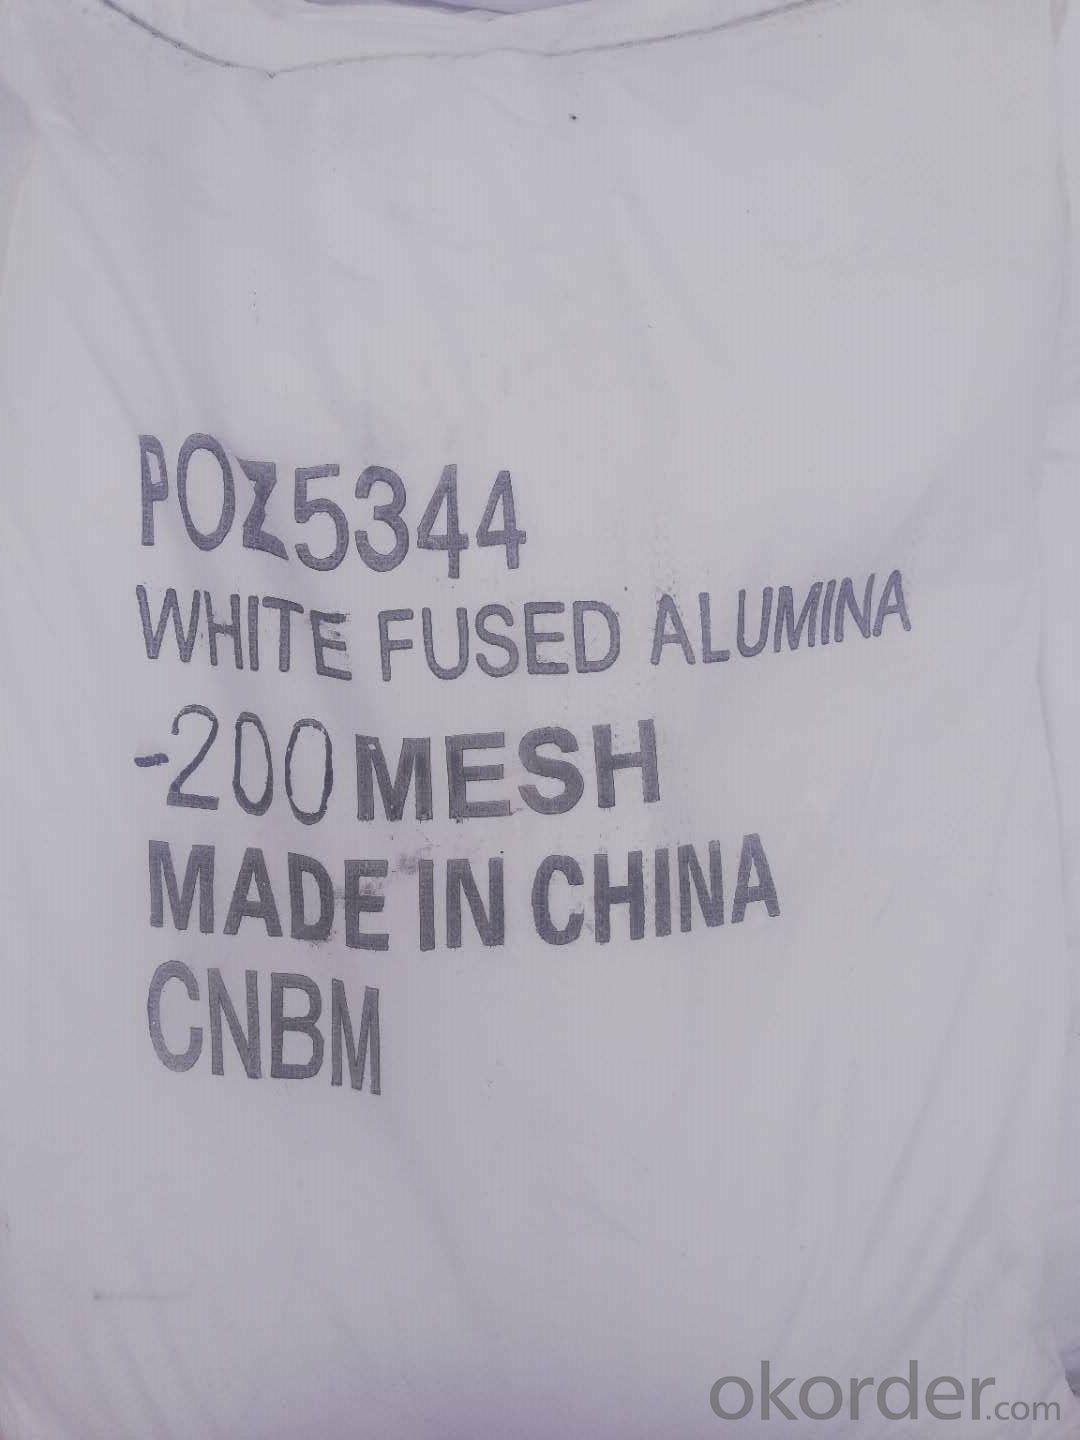 POZ5344
WHITE FUSED ALUMINA
-200 MESH
MADE IN CHINA
CNBM
okorder.com